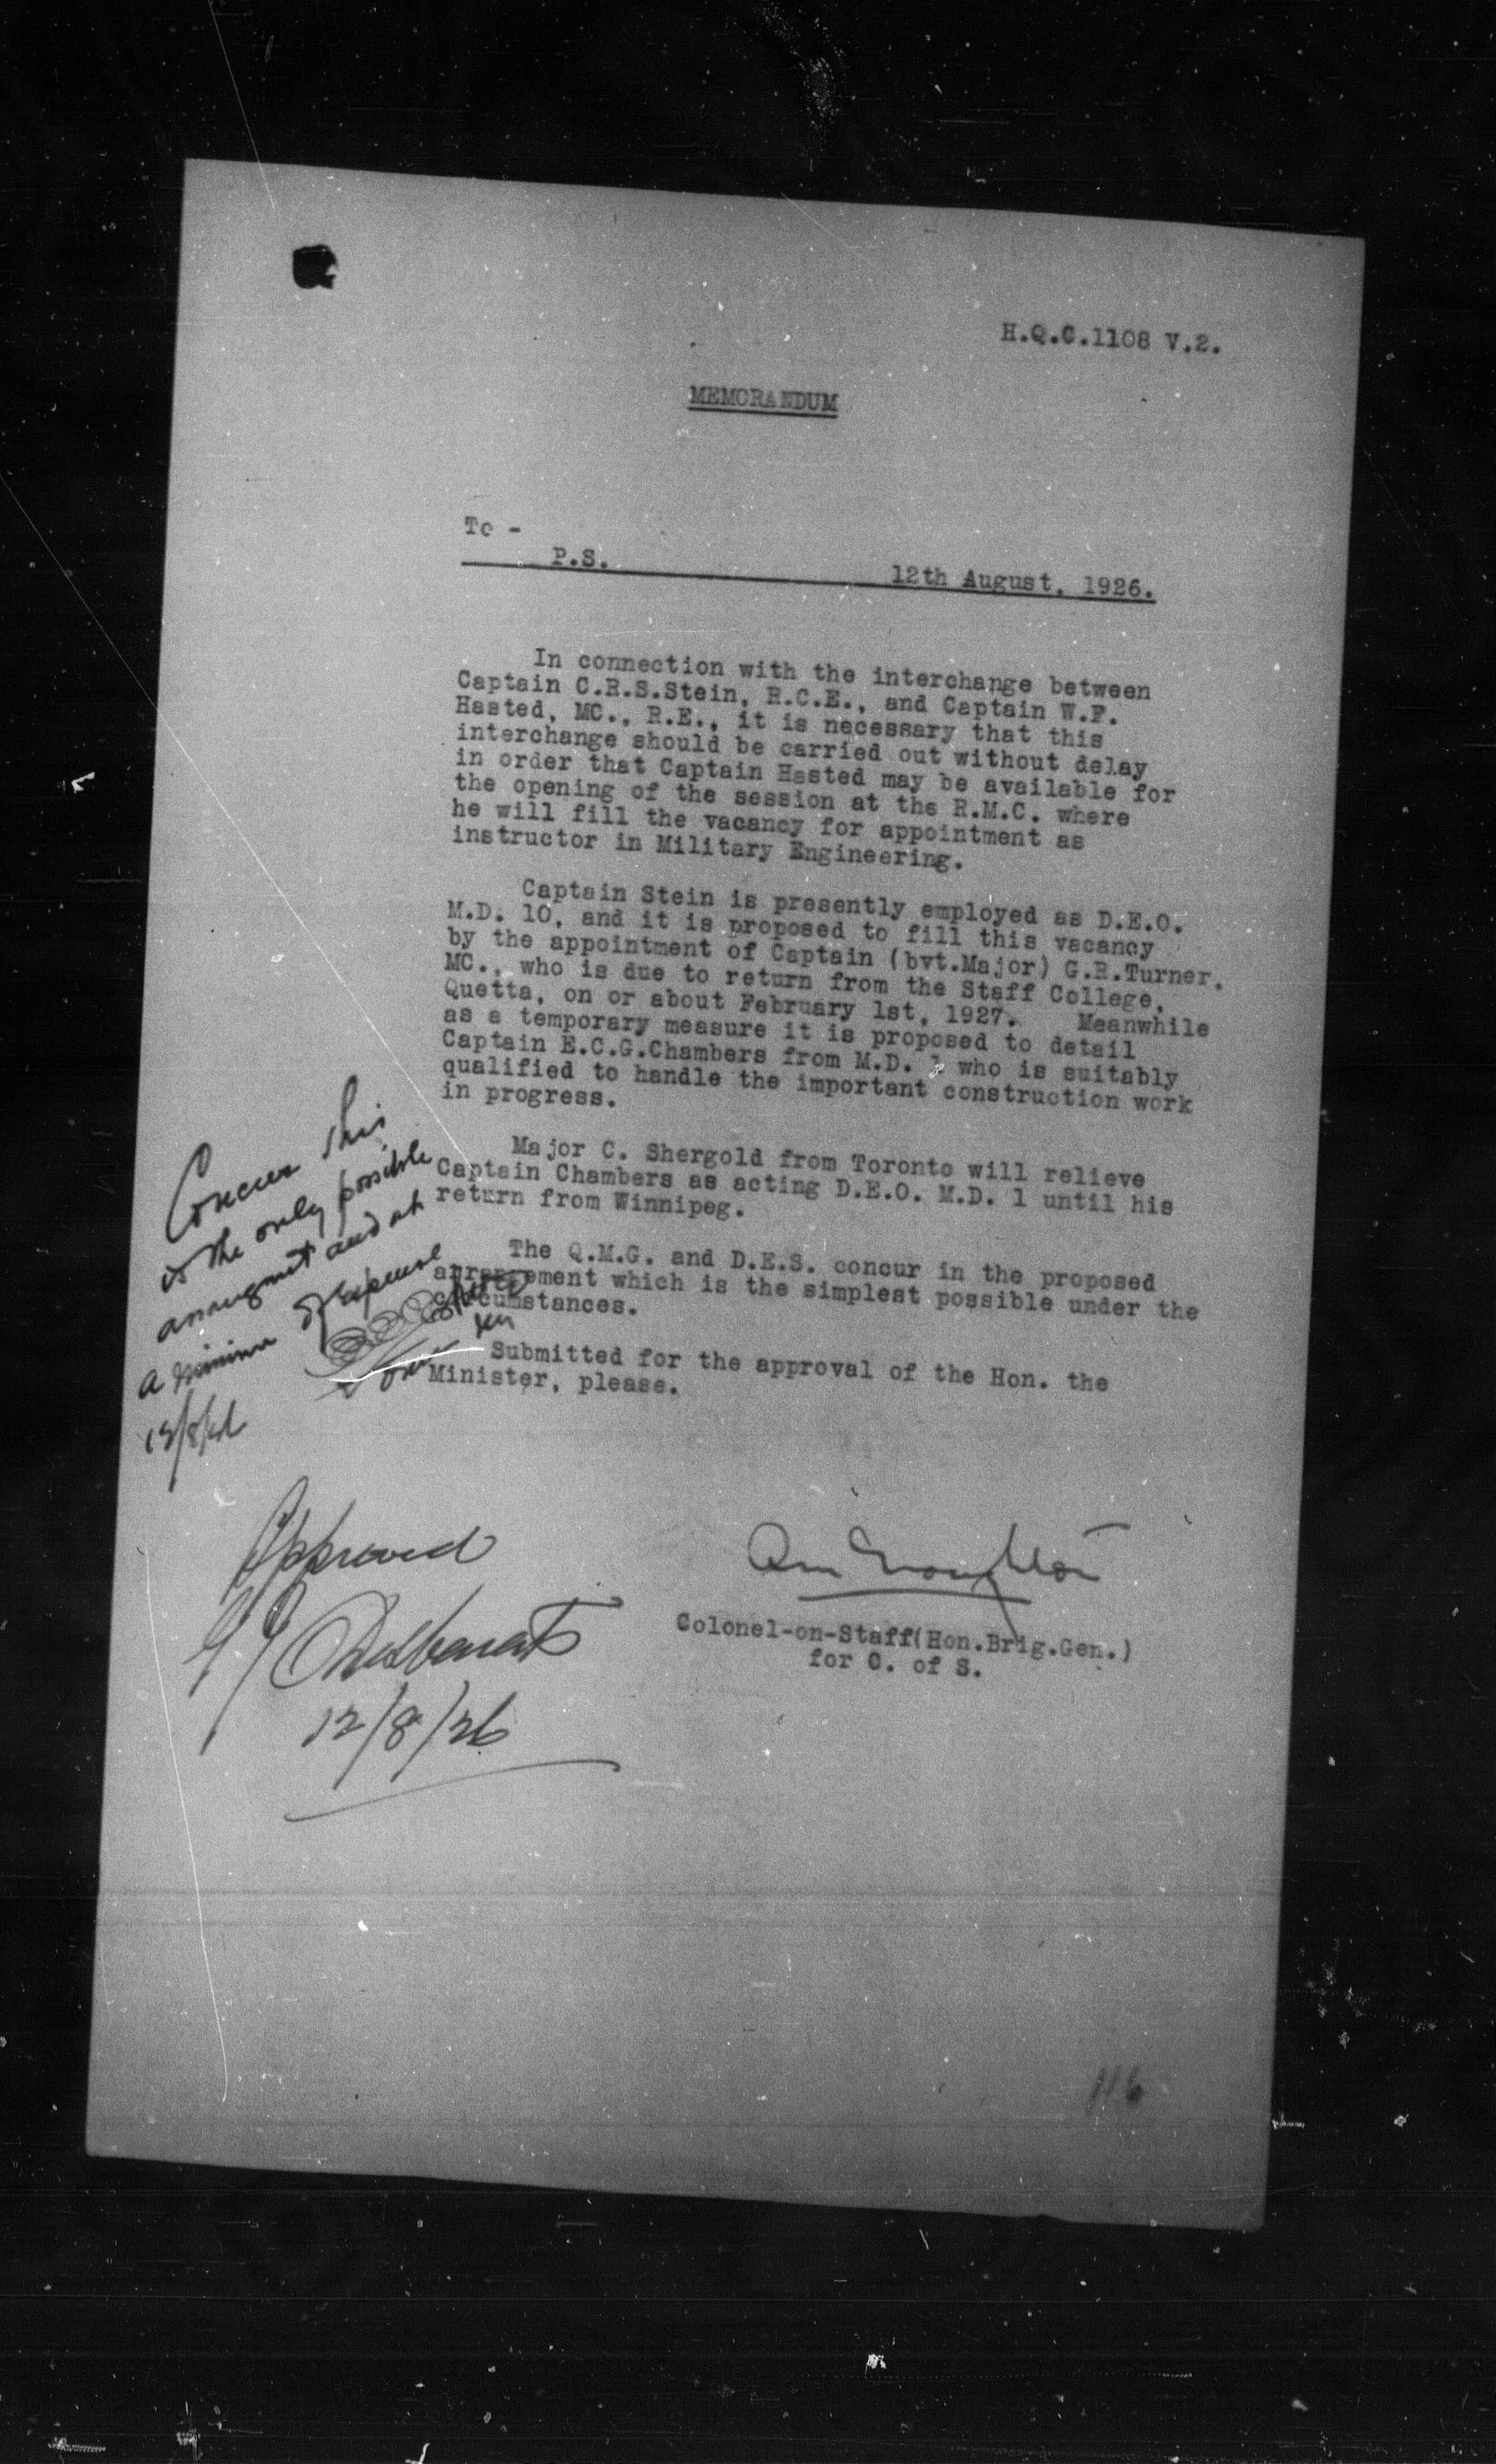 H.Q.C.1108 V.2.
MEMORANDUM
To -
P.S. 12th August, 1926.
In connection with the interchange between
Captain C.R.S.Stein, R.C.E., and Captain W.F.
Hasted, MC., R.E., it is necessary that this
interchange should be carried out without delay
in order that Captain Hasted may be available for
the opening of the session at the R.M.C. where
he will fill the vacancy for appointment as
instructor in Military Engineering.
Captain Stein is presently employed as D.E.O.
M.D. 10, and it is proposed to fill this vacancy
by the appointment of Captain (bvt.Major) G.R.Turner,
MC., who is due to return from the Staff College,
Quetta, on or about February 1st, 1927. Meanwhile
as a temporary measure it is proposed to detail
Captain E.C.G.Chambers from M.D. 1 who is suitably
qualified to handle the important construction work
in progress.
Major C. Shergold from Toronto will relieve
Captain Chambers as acting D.E.O. M.D. 1 until his
return from Winnipeg.
The Q.M.G. and D.E.S. concur in the proposed
arrangement which is the simplest possible under the
circumstances.
Submitted for the approval of the Hon. the
Minister, please.
Concur this
is the only possible
arrangmet and at
a minimum of expense
Approved
G J Desbarats
12/8/26
Colonel-on-Staff(Hon.Brig.Gen.)
for C. of S.
116